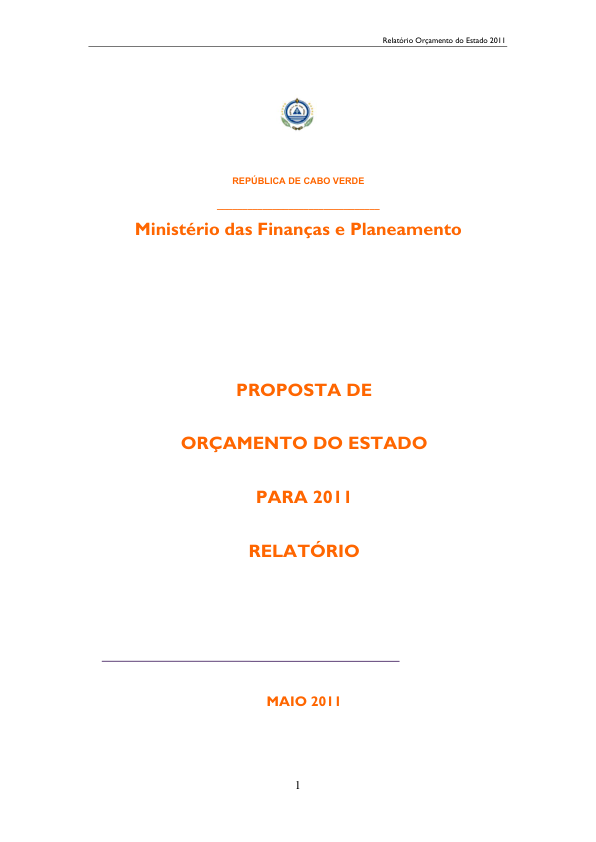 Relatório Orçamento do Estado 2011
REPÚBLICA DE CABO VERDE
Ministério das Finanças e Planeamento
PROPOSTA DE
ORÇAMENTO DO ESTADO
PARA 2011
RELATÓRIO
MAIO 2011
1